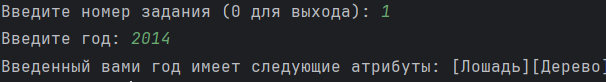 Введите номер задания (0 для выхода): 1
Введите год: 2014
Введенный вами год имеет следующие атрибуты: [Лошадь][Дерево]